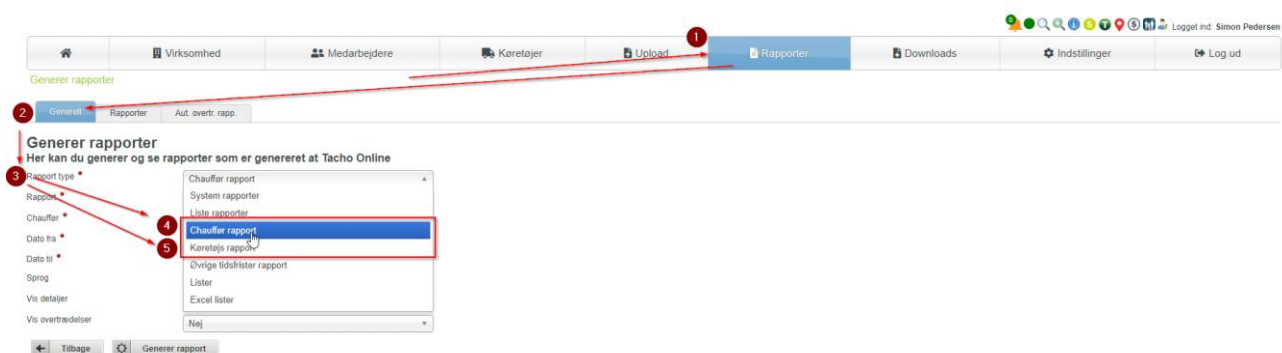 Logget ind: Simon Pedersen
1
Virksomhed Medarbejdere Køretøjer Upload Rapporter Downloads Indstillinger Log ud
Generer rapporter
2 Generelt Rapporter Aut. overtr. rapp.
Generer rapporter
Her kan du generer og se rapporter som er genereret at Tacho Online
3 Rapport type * Chauffør rapport
System rapporter
Rapport *
Liste rapporter
Chauffør *
4 Chauffør rapport
Dato fra *
5 Køretøjs rapport
Dato til *
Øvrige tidsfrister rapport
Sprog
Lister
Vis detaljer
Excel lister
Vis overtrædelser Nej
Tilbage Generer rapport